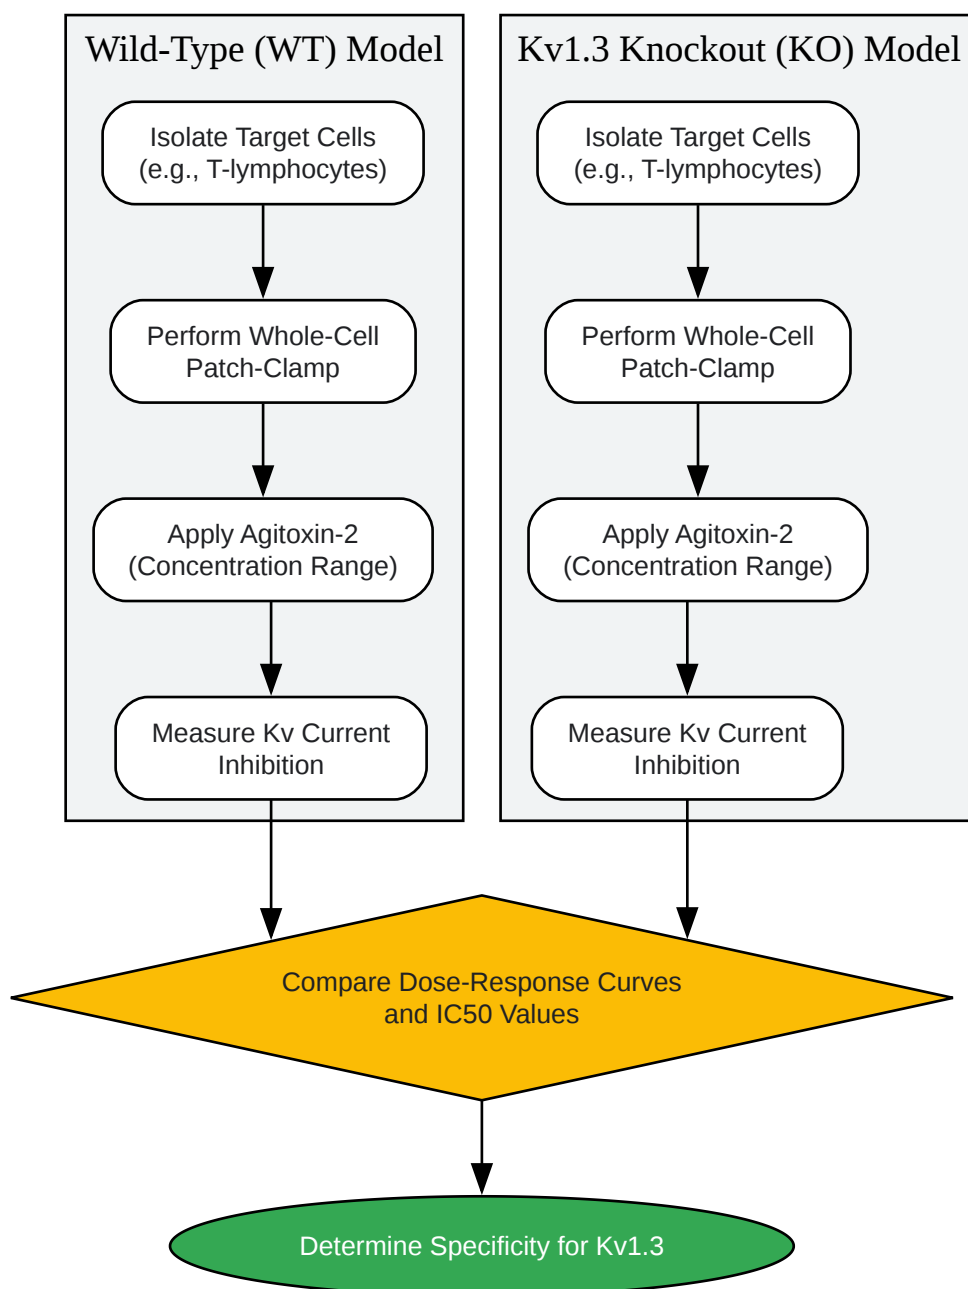 Wild-Type (WT) Model
Isolate Target Cells
(e.g., T-lymphocytes)
Perform Whole-Cell
Patch-Clamp
Apply Agitoxin-2
(Concentration Range)
Measure Kv Current
Inhibition
Kv1.3 Knockout (KO) Model
Isolate Target Cells
(e.g., T-lymphocytes)
Perform Whole-Cell
Patch-Clamp
Apply Agitoxin-2
(Concentration Range)
Measure Kv Current
Inhibition
Compare Dose-Response Curves
and IC50 Values
Determine Specificity for Kv1.3